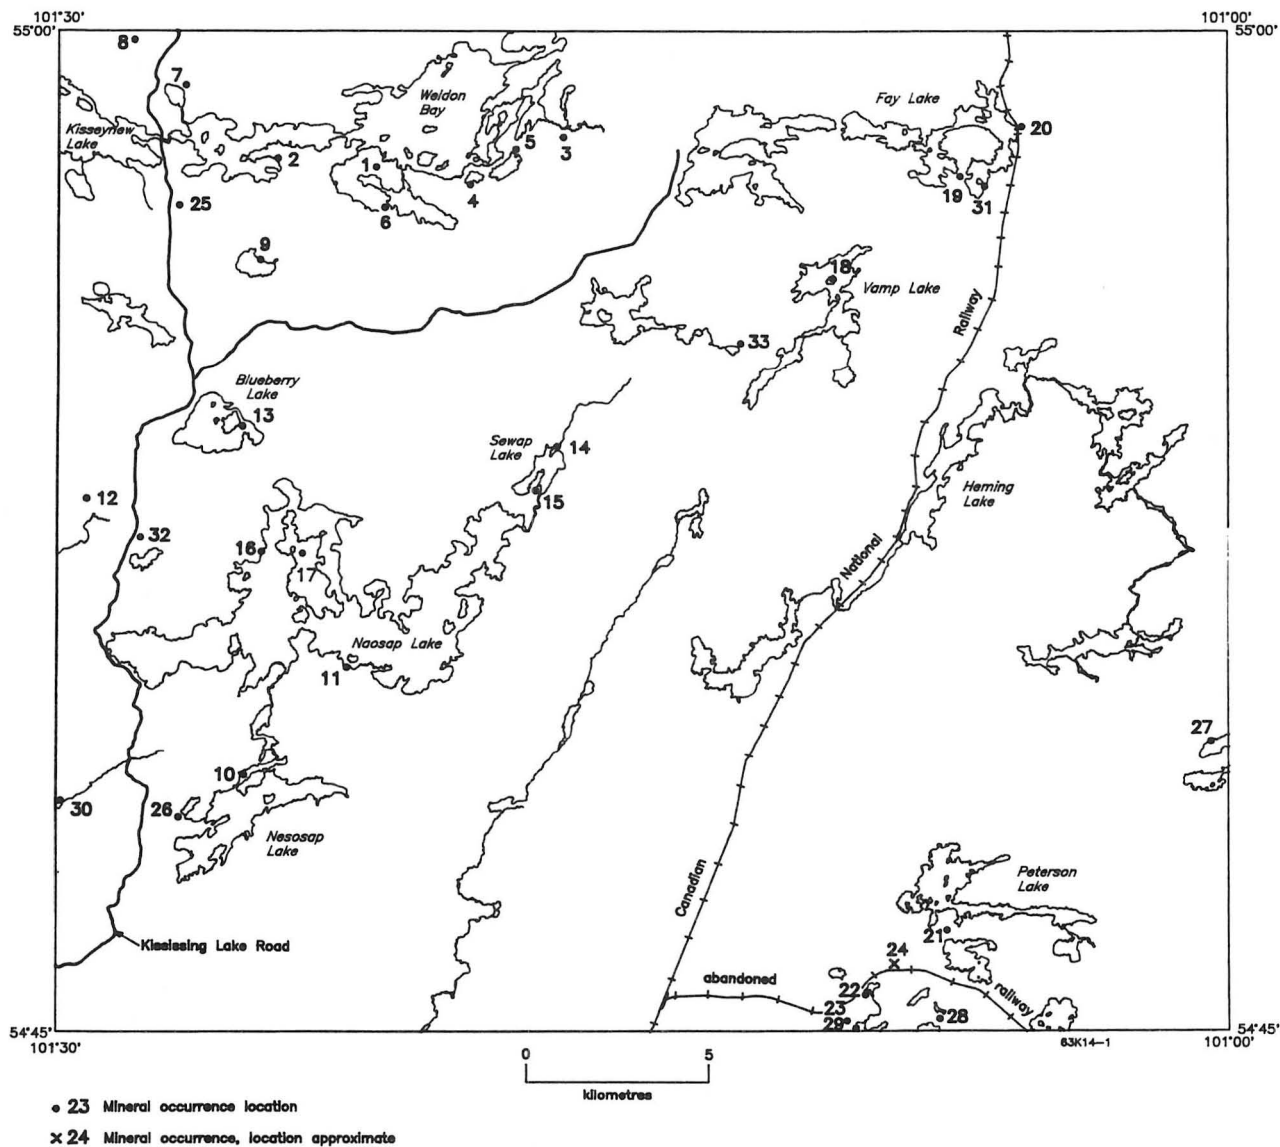 101°30' 101°00'
55°00' 55°00'
8
7
Weldon
Bay
Fay Lake
Kisseynew
Lake
20
5
3
2
1
4
19
31
25
6
9
18
Vamp Lake
Railway
33
Blueberry
Lake
13
Sewap
Lake
14
12
15
Heming
Lake
32
16
17
National
Naosap Lake
11
27
10
30
26
Nesosap
Lake
Peterson
Lake
Canadian
21
Kississing Lake Road
24
abandoned
railway
22
23
28
29
54°45' 54°45'
101°30' 101°00'
63K14-1
0 5
kilometres
23 Mineral occurrence location
x 24 Mineral occurrence, location approximate